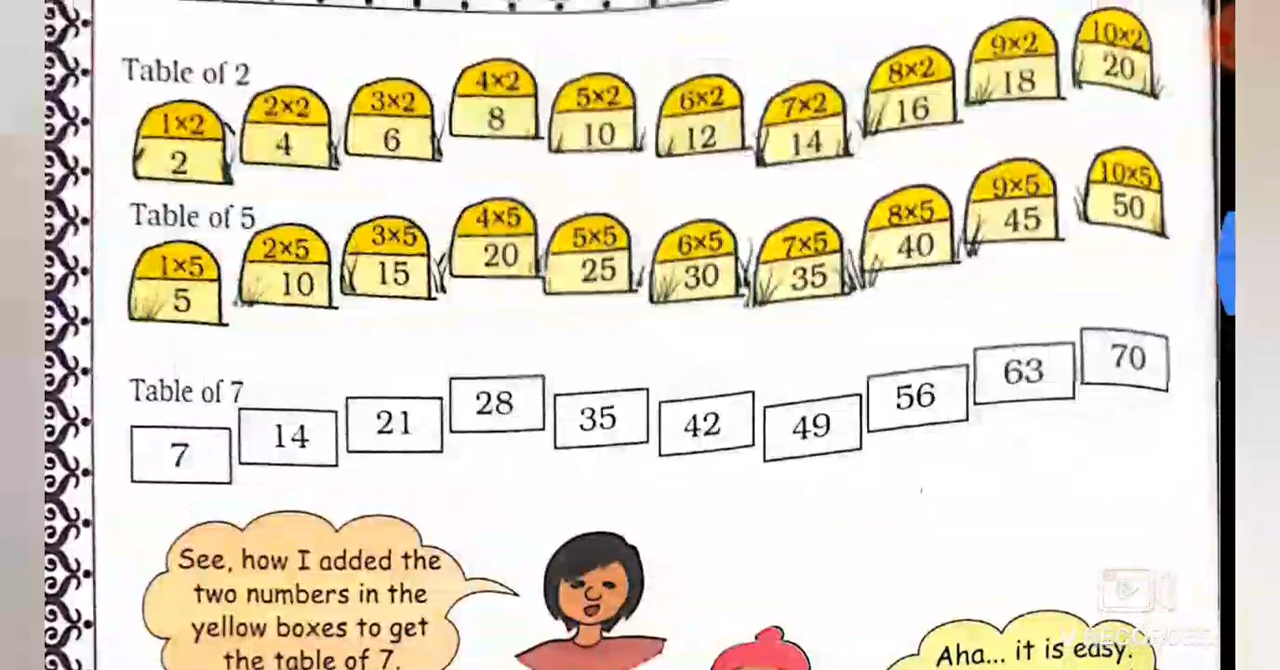 Table of 2
1×2 2×2 3×2 4×2 5×2 6×2 7×2 8×2 9×2 10×2
2 4 6 8 10 12 14 16 18 20
Table of 5
1×5 2×5 3×5 4×5 5×5 6×5 7×5 8×5 9×5 10×5
5 10 15 20 25 30 35 40 45 50
Table of 7
7 14 21 28 35 42 49 56 63 70
See, how I added the
two numbers in the
yellow boxes to get
the table of 7.
Aha... it is easy.